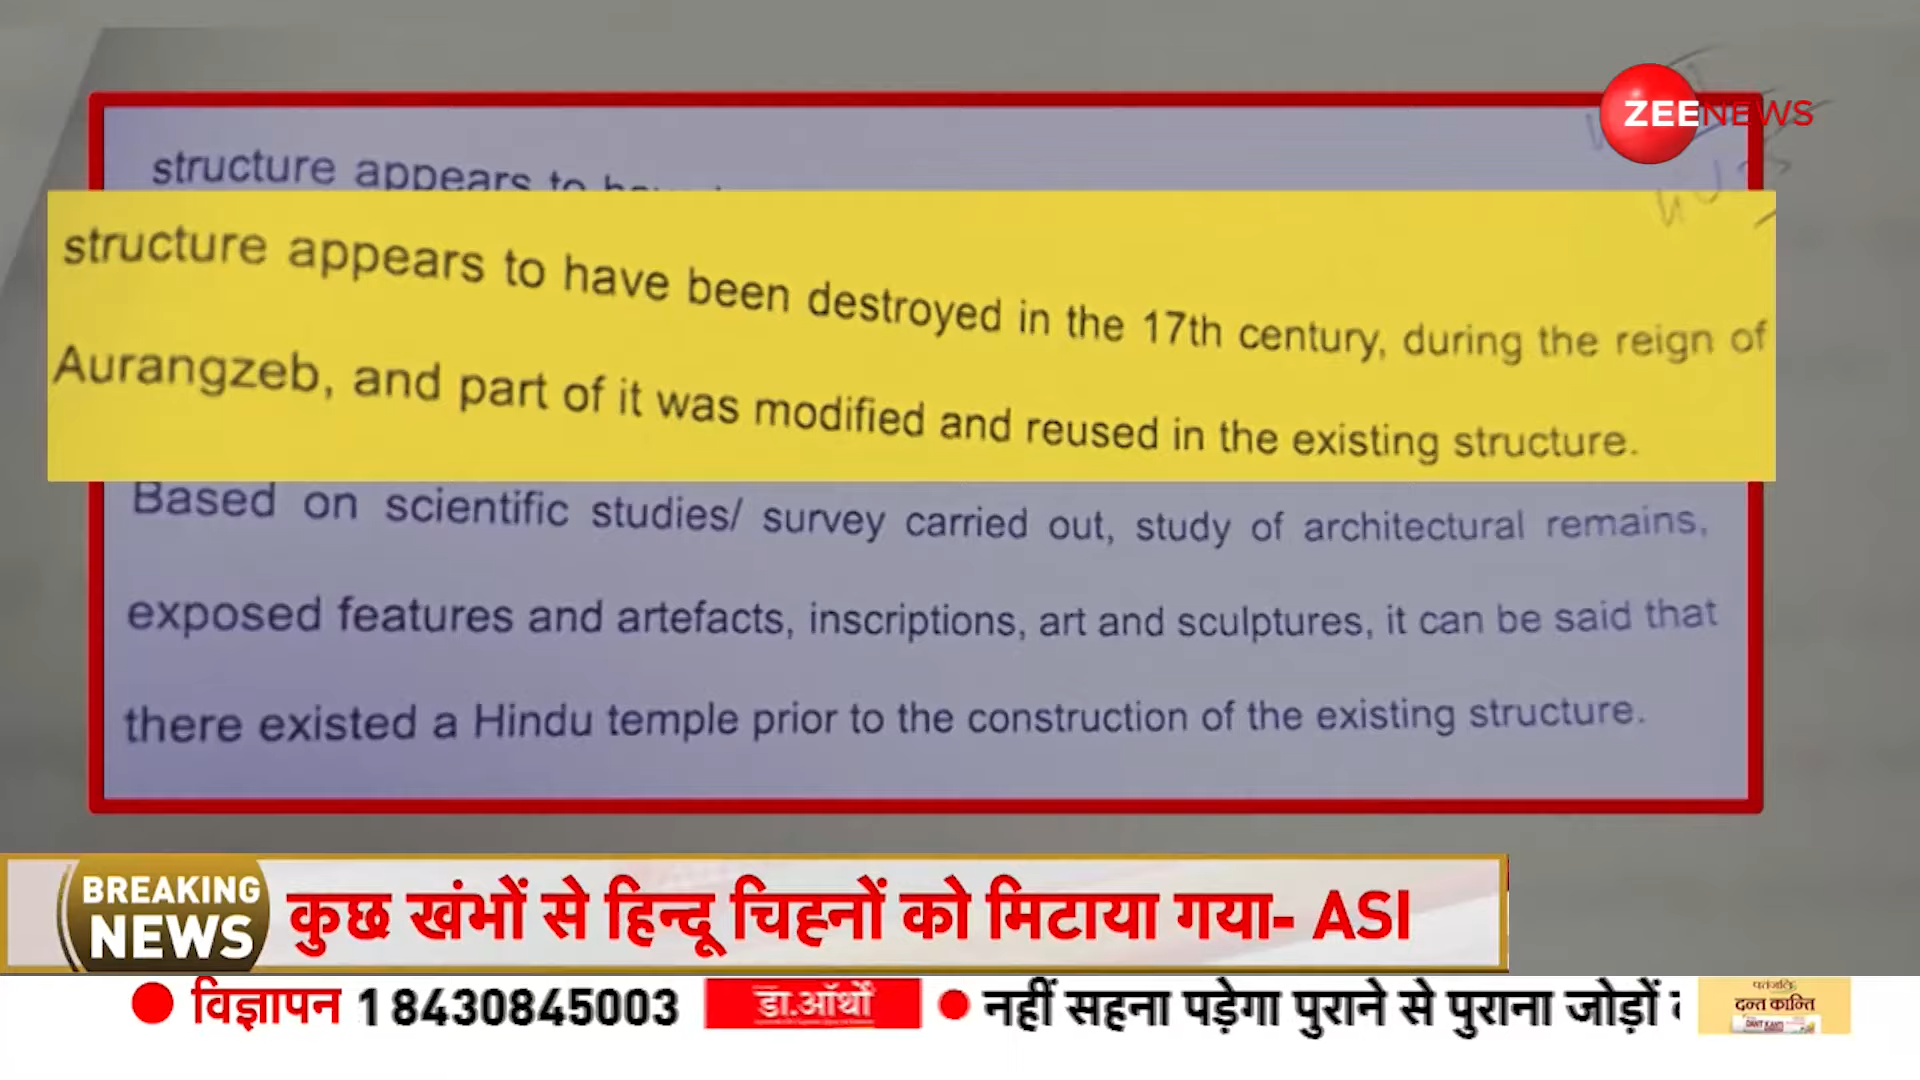 ZEENEWS
structure appears to
structure appears to have been destroyed in the 17th century, during the reign of
Aurangzeb, and part of it was modified and reused in the existing structure.
Based on scientific studies/ survey carried out, study of architectural remains,
exposed features and artefacts, inscriptions, art and sculptures, it can be said that
there existed a Hindu temple prior to the construction of the existing structure.
BREAKING
NEWS
कुछ खंभों से हिन्दू चिह्नों को मिटाया गया- ASI
विज्ञापन 18430845003 डा.ऑर्थो नहीं सहना पड़ेगा पुराने से पुराना जोड़ों
पतंजलि
दन्त कान्ति
DANT KANTI